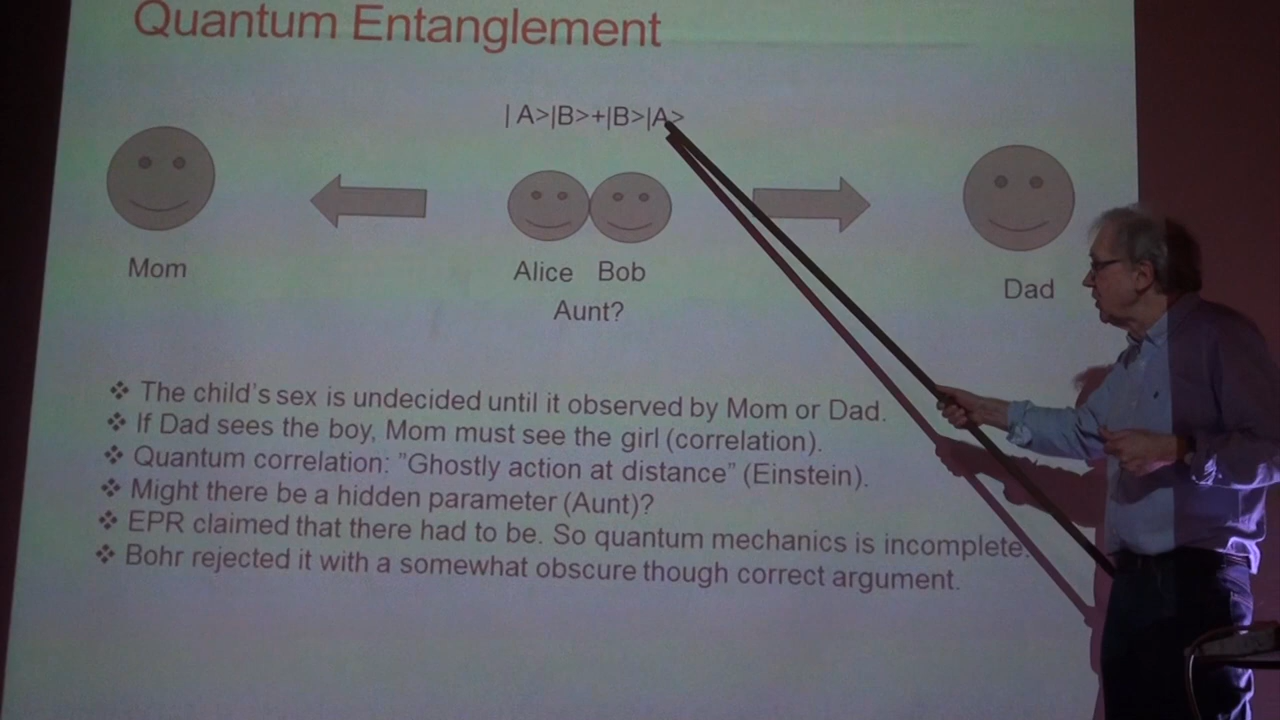 Quantum Entanglement
| A>|B>+|B>|A>
Mom
Alice Bob
Aunt?
Dad
❖ The child's sex is undecided until it observed by Mom or Dad.
❖ If Dad sees the boy, Mom must see the girl (correlation).
❖ Quantum correlation: ”Ghostly action at distance” (Einstein).
❖ Might there be a hidden parameter (Aunt)?
❖ EPR claimed that there had to be. So quantum mechanics is incomplete.
❖ Bohr rejected it with a somewhat obscure though correct argument.